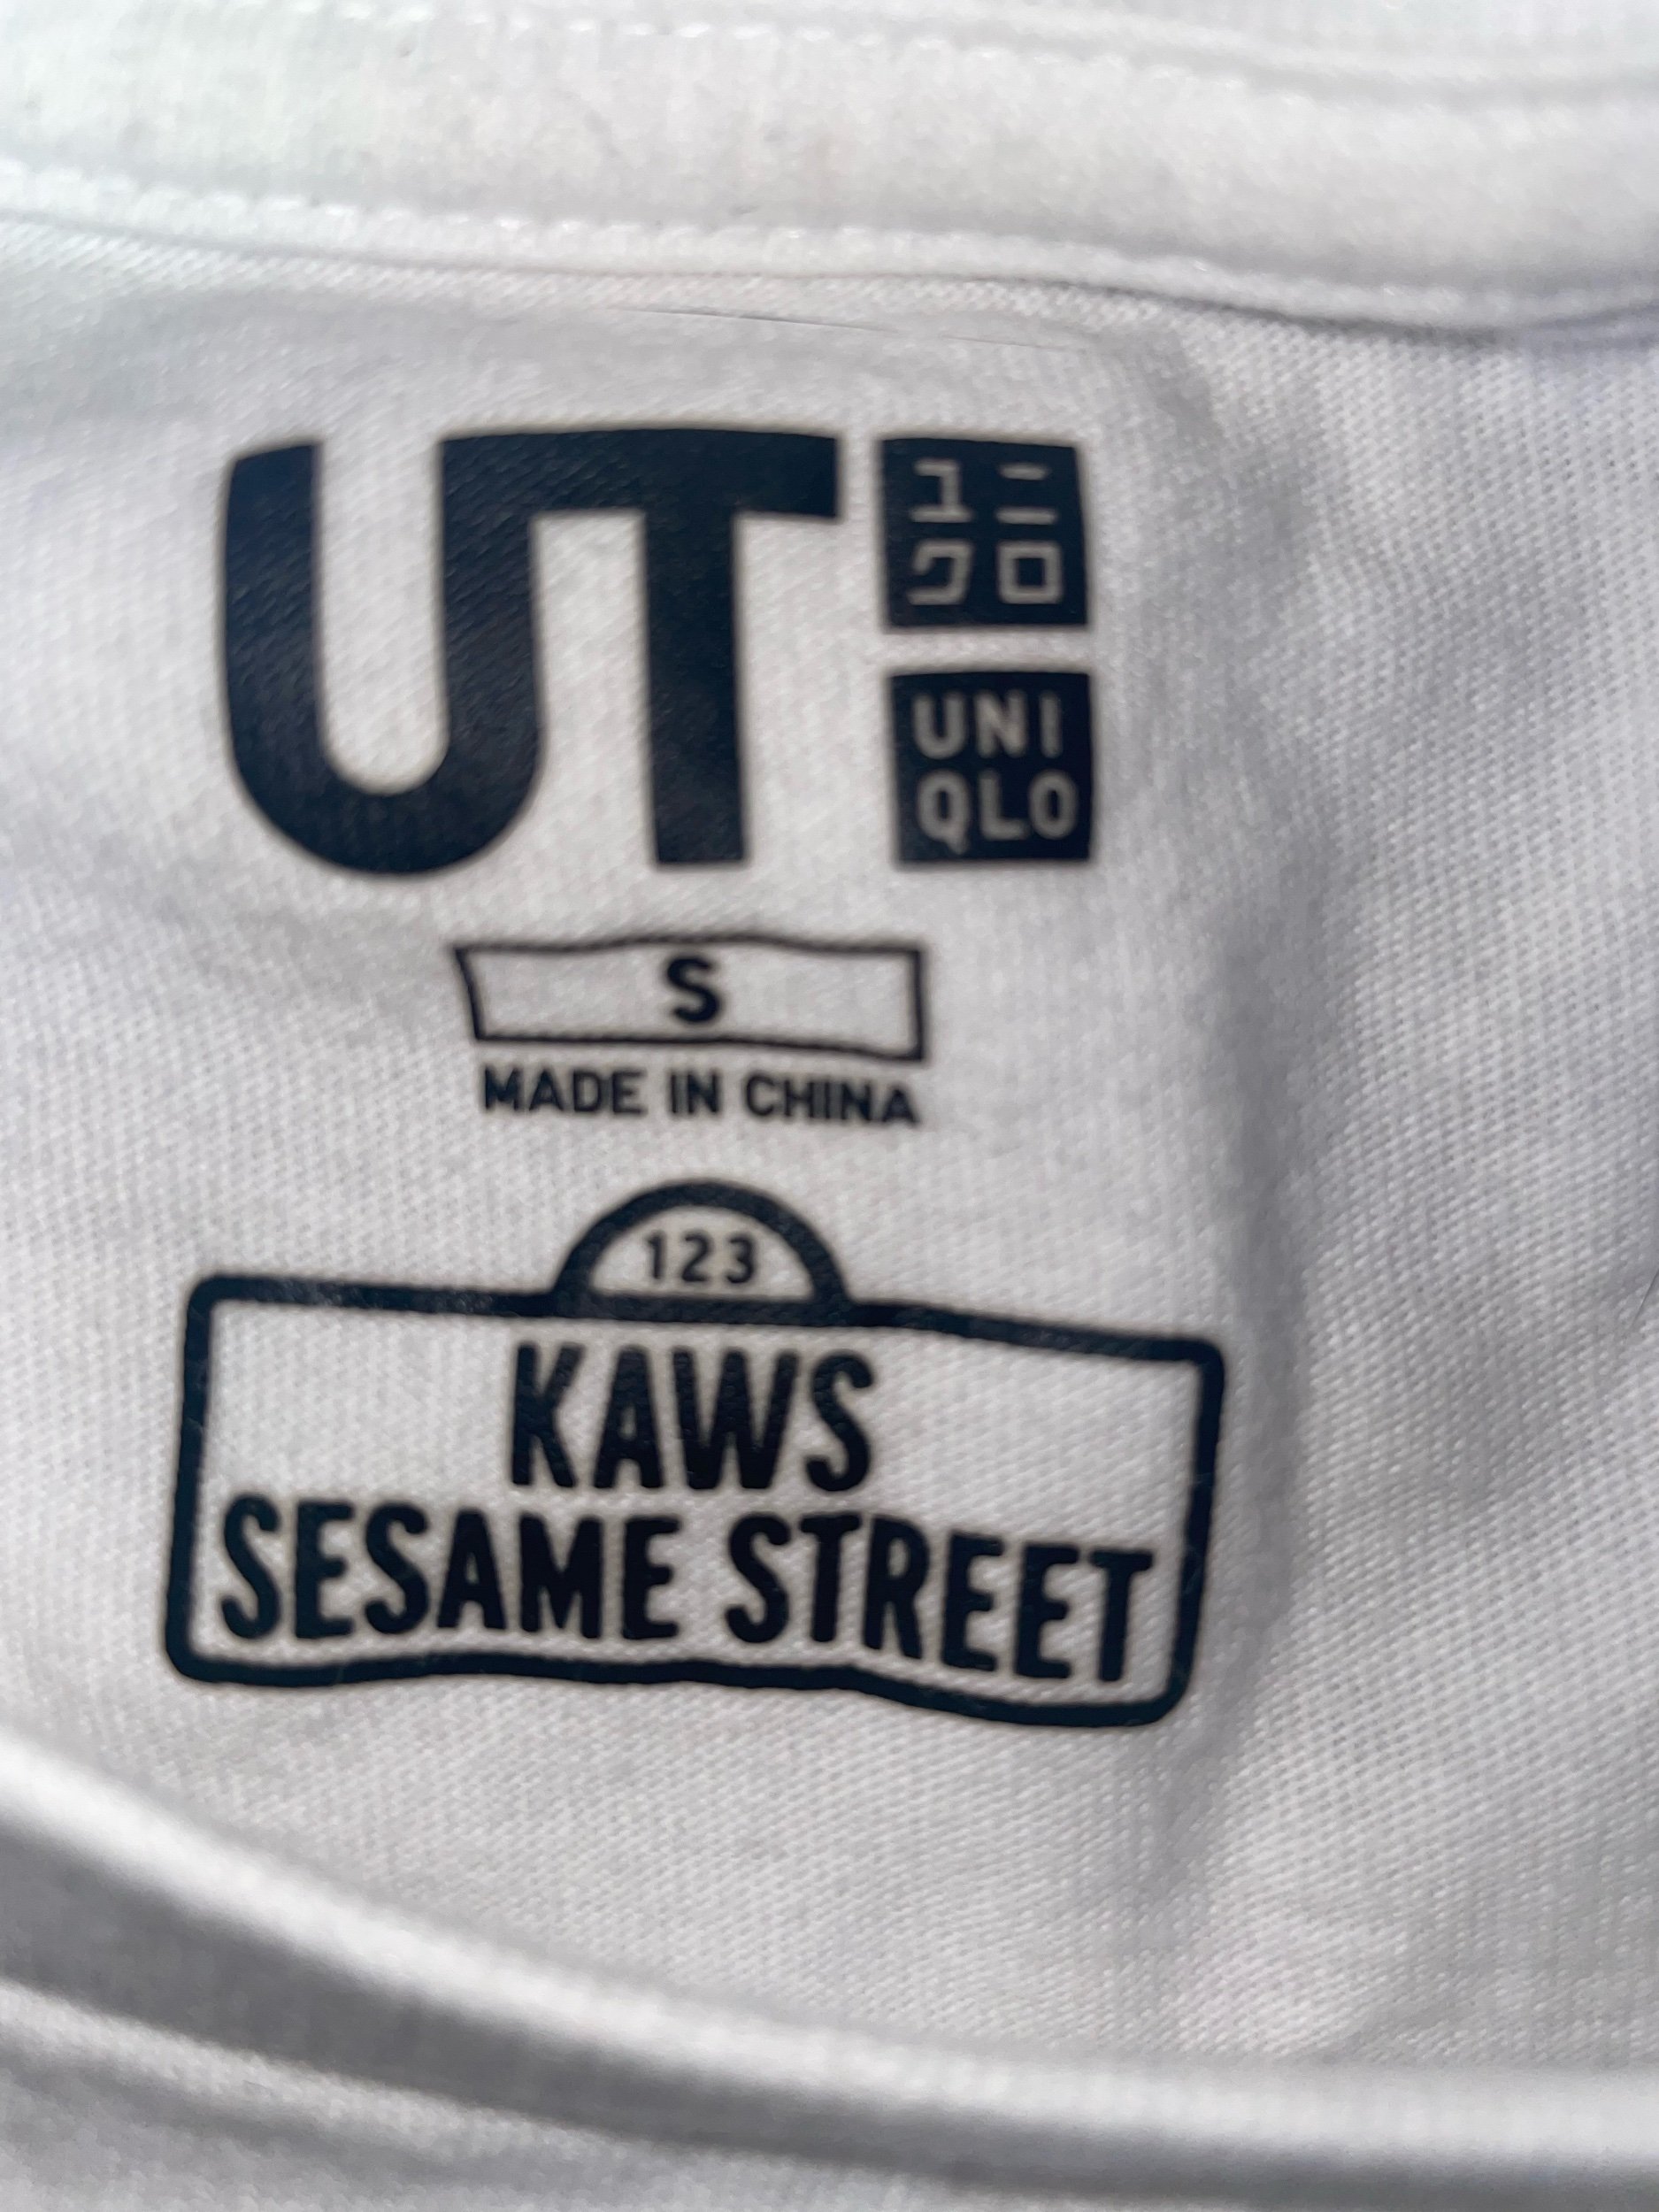 UT
ユニ
クロ
UNI
QLO
S
MADE IN CHINA
123
KAWS
SESAME STREET